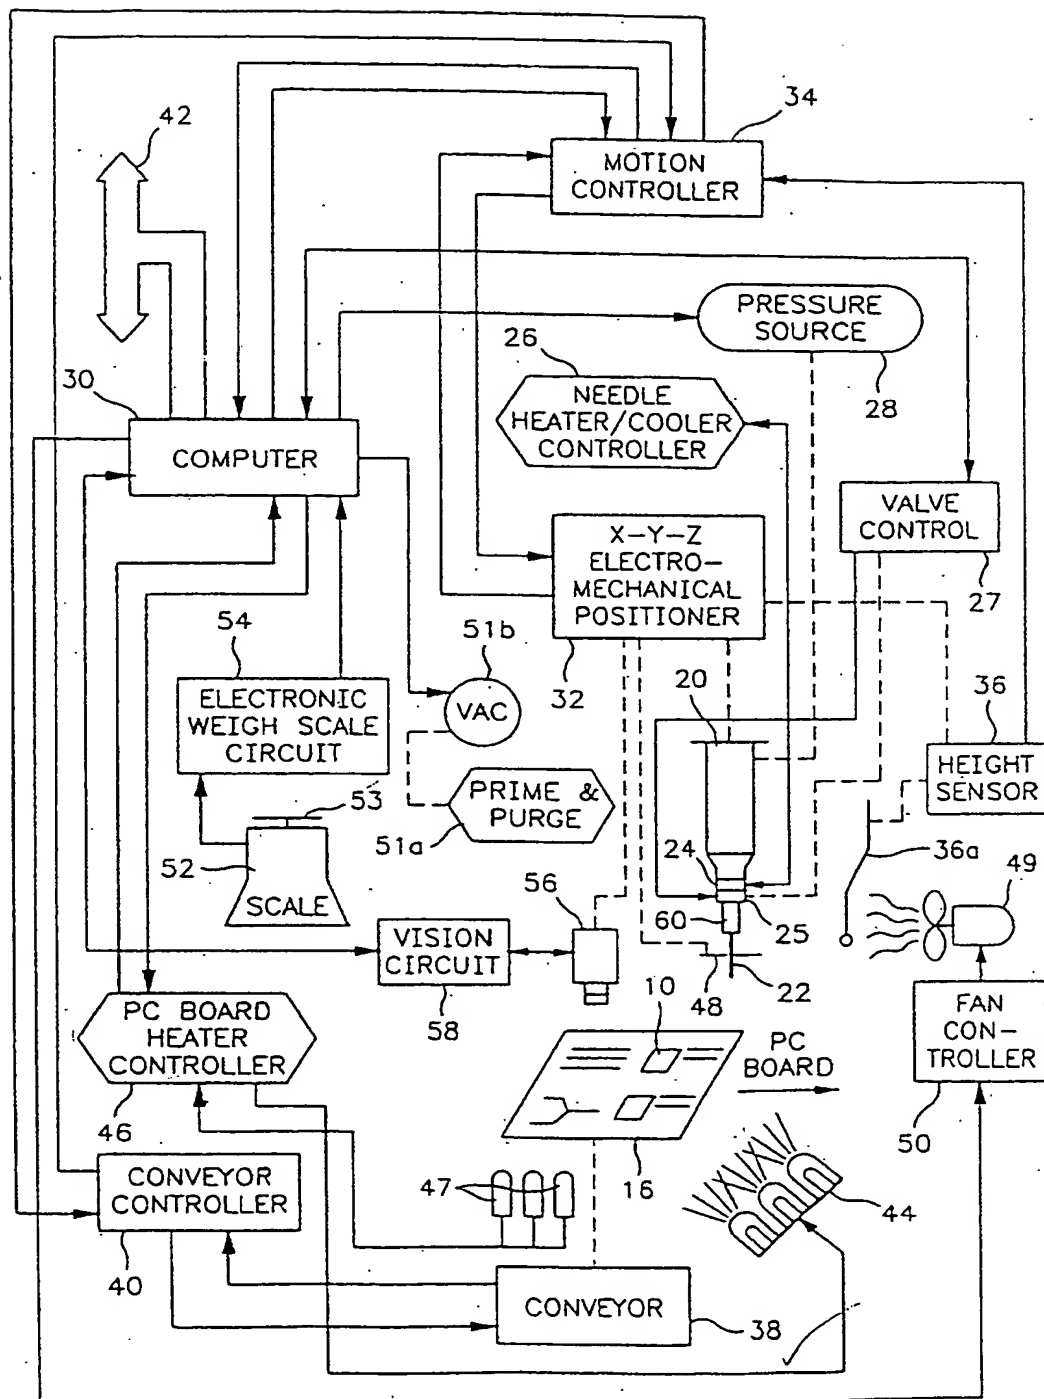 42
34
MOTION
CONTROLLER
PRESSURE
SOURCE
26
28
30
NEEDLE
HEATER/COOLER
CONTROLLER
COMPUTER
VALVE
CONTROL
27
X-Y-Z
ELECTRO-
MECHANICAL
POSITIONER
32
54
51b
ELECTRONIC
WEIGH SCALE
CIRCUIT
VAC
20
36
HEIGHT
SENSOR
53
PRIME &
PURGE
51a
36a
52
SCALE
24
49
56
60
25
VISION
CIRCUIT
58
48
22
10
PC BOARD
HEATER
CONTROLLER
PC
BOARD
FAN
CON-
TROLLER
46
50
16
CONVEYOR
CONTROLLER
47
44
40
CONVEYOR
38